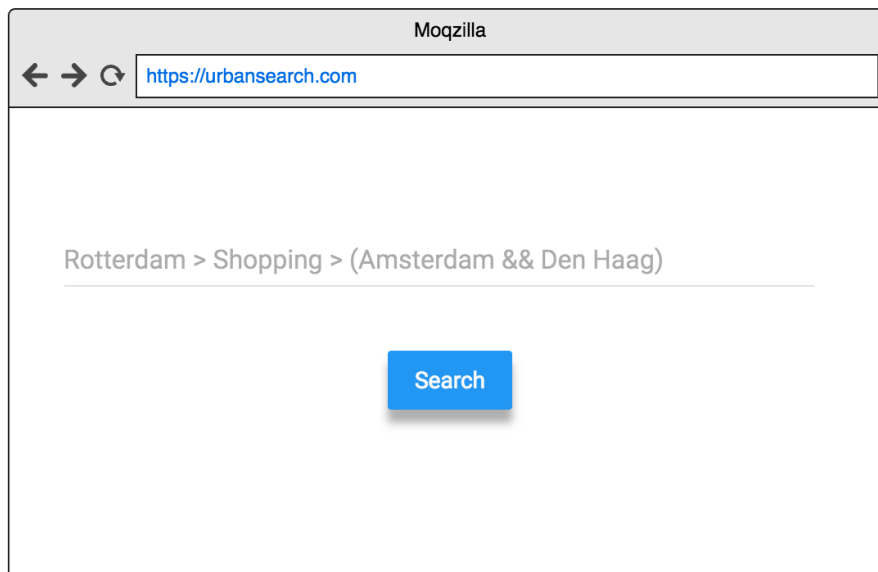 Moqzilla
https://urbansearch.com
Rotterdam > Shopping > (Amsterdam && Den Haag)
Search